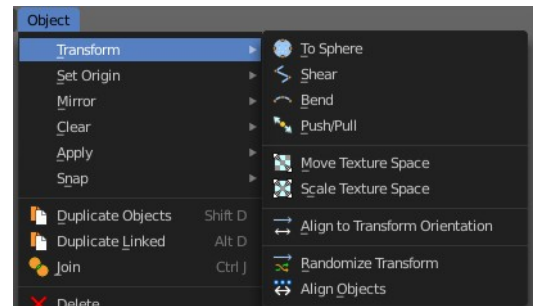 Object
Transform
Set Origin
Mirror
Clear
Apply
Snap
Duplicate Objects Shift D
Duplicate Linked Alt D
Join Ctrl J
Delete
To Sphere
Shear
Bend
Push/Pull
Move Texture Space
Scale Texture Space
Align to Transform Orientation
Randomize Transform
Align Objects